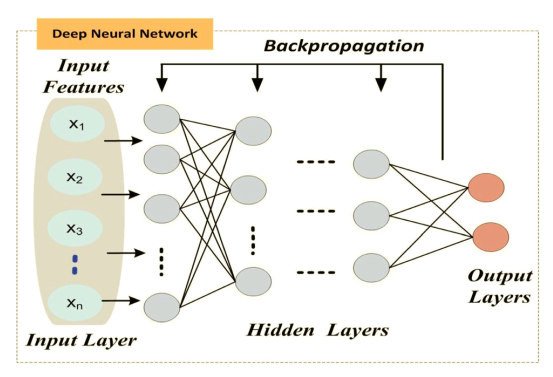 Deep Neural Network
Backpropagation
Input
Features
x₁
x₂
x₃
xₙ
Input Layer
Hidden Layers
Output
Layers